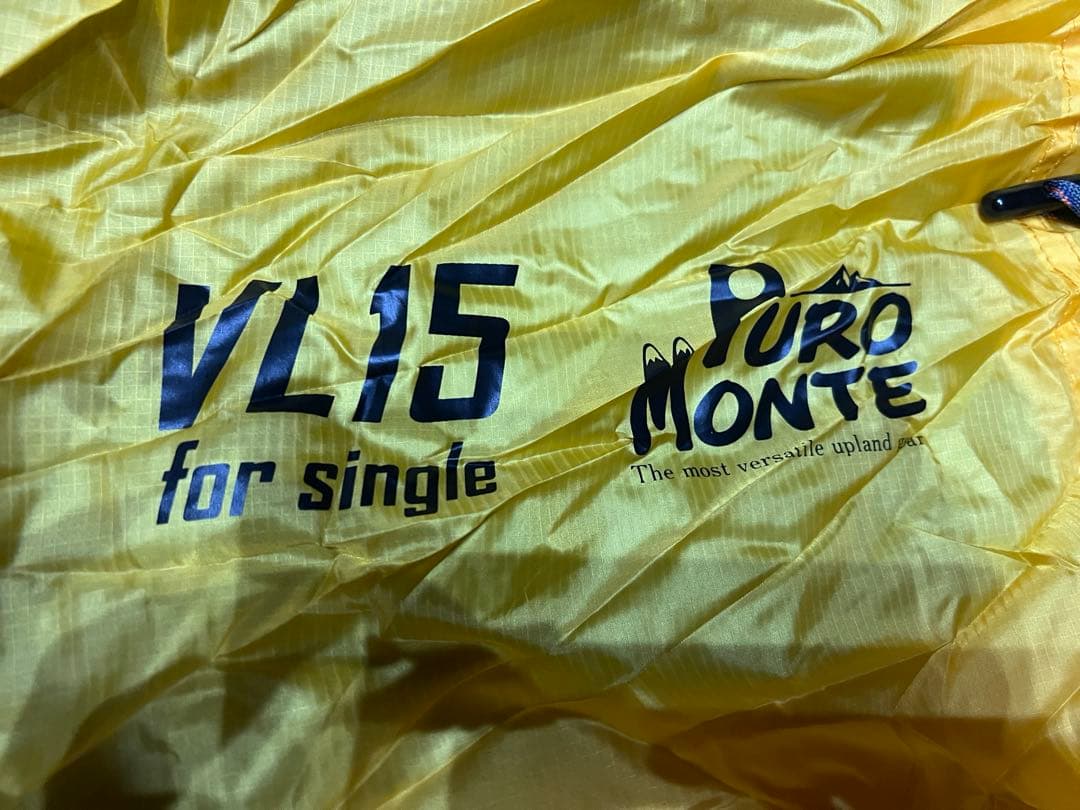 VL15
for single
PURO
MONTE
The most versatile upland